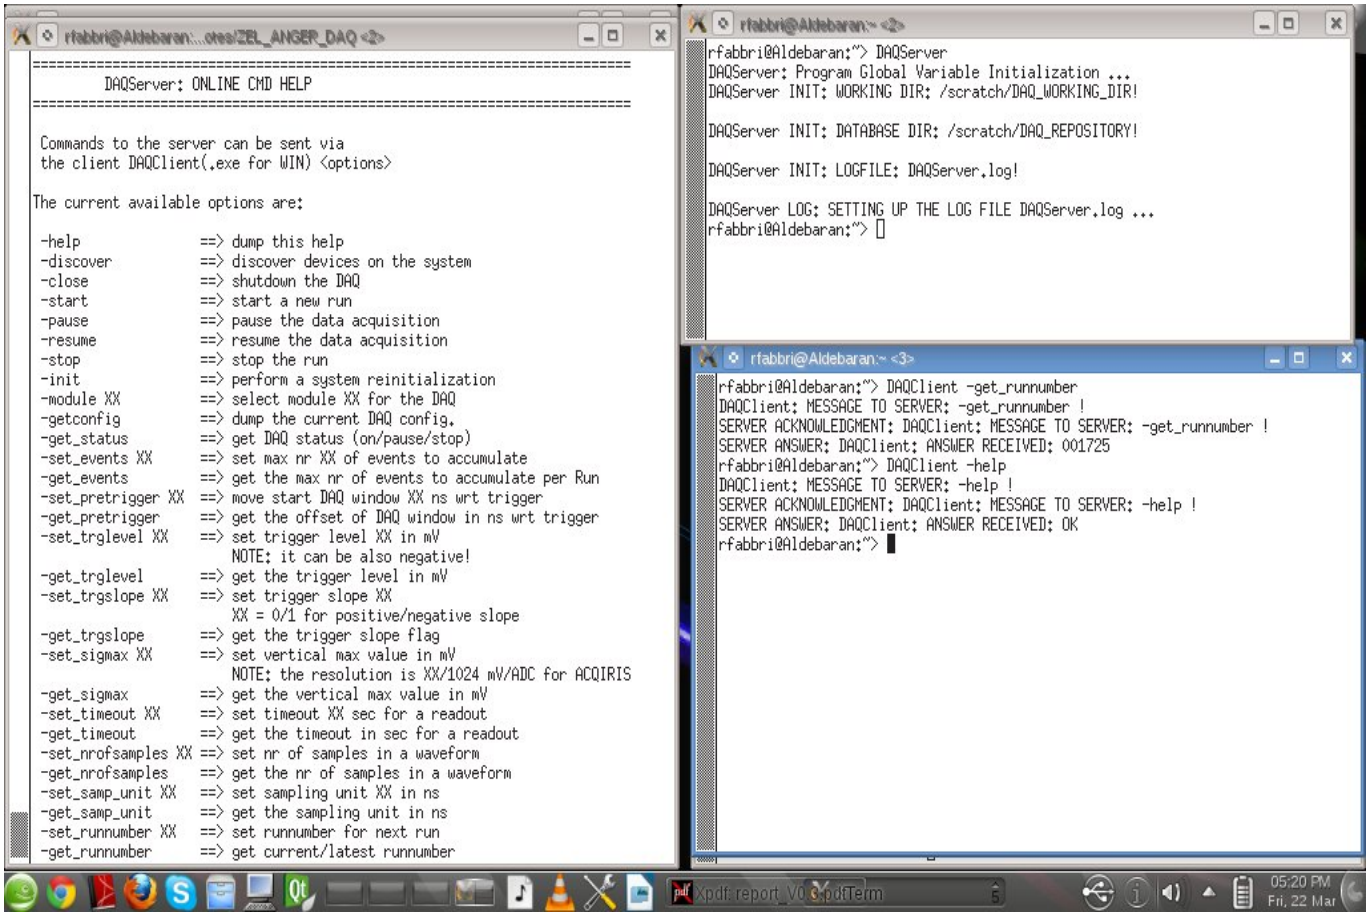 rfabbri@Aldebaran:...otes/ZEL_ANGER_DAQ <2>
===========================================================================
DAQServer: ONLINE CMD HELP
===========================================================================
Commands to the server can be sent via
the client DAQClient(.exe for WIN) <options>
The current available options are:
-help ==> dump this help
-discover ==> discover devices on the system
-close ==> shutdown the DAQ
-start ==> start a new run
-pause ==> pause the data acquisition
-resume ==> resume the data acquisition
-stop ==> stop the run
-init ==> perform a system reinitialization
-module XX ==> select module XX for the DAQ
-getconfig ==> dump the current DAQ config.
-get_status ==> get DAQ status (on/pause/stop)
-set_events XX ==> set max nr XX of events to accumulate
-get_events ==> get the max nr of events to accumulate per Run
-set_pretrigger XX ==> move start DAQ window XX ns wrt trigger
-get_pretrigger ==> get the offset of DAQ window in ns wrt trigger
-set_trglevel XX ==> set trigger level XX in mV
NOTE: it can be also negative!
-get_trglevel ==> get the trigger level in mV
-set_trgslope XX ==> set trigger slope XX
XX = 0/1 for positive/negative slope
-get_trgslope ==> get the trigger slope flag
-set_sigmax XX ==> set vertical max value in mV
NOTE: the resolution is XX/1024 mV/ADC for ACQIRIS
-get_sigmax ==> get the vertical max value in mV
-set_timeout XX ==> set timeout XX sec for a readout
-get_timeout ==> get the timeout in sec for a readout
-set_nrofsamples XX ==> set nr of samples in a waveform
-get_nrofsamples ==> get the nr of samples in a waveform
-set_samp_unit XX ==> set sampling unit XX in ns
-get_samp_unit ==> get the sampling unit in ns
-set_runnumber XX ==> set runnumber for next run
-get_runnumber ==> get current/latest runnumber
rfabbri@Aldebaran:~ <2>
rfabbri@Aldebaran:~> DAQServer
DAQServer: Program Global Variable Initialization ...
DAQServer INIT: WORKING DIR: /scratch/DAQ_WORKING_DIR!
DAQServer INIT: DATABASE DIR: /scratch/DAQ_REPOSITORY!
DAQServer INIT: LOGFILE: DAQServer.log!
DAQServer LOG: SETTING UP THE LOG FILE DAQServer.log ...
rfabbri@Aldebaran:~>
rfabbri@Aldebaran:~ <3>
rfabbri@Aldebaran:~> DAQClient -get_runnumber
DAQClient: MESSAGE TO SERVER: -get_runnumber !
SERVER ACKNOWLEDGMENT: DAQClient: MESSAGE TO SERVER: -get_runnumber !
SERVER ANSWER: DAQClient: ANSWER RECEIVED: 001725
rfabbri@Aldebaran:~> DAQClient -help
DAQClient: MESSAGE TO SERVER: -help !
SERVER ACKNOWLEDGMENT: DAQClient: MESSAGE TO SERVER: -help !
SERVER ANSWER: DAQClient: ANSWER RECEIVED: OK
rfabbri@Aldebaran:~>
Qt
pdf Xpdf: report_V0
5
05:20 PM
Fri, 22 Mar